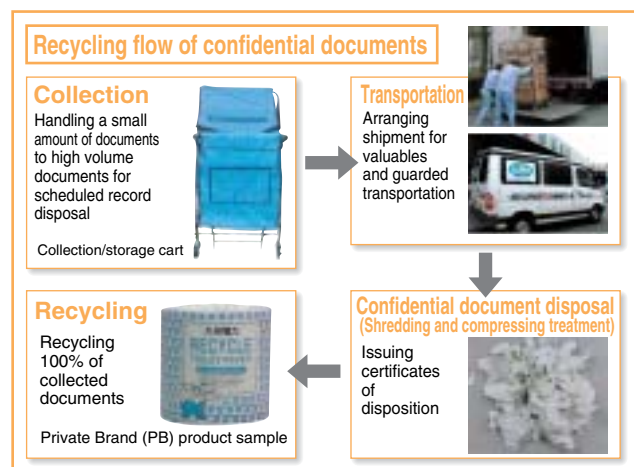 Recycling flow of confidential documents
Collection
Handling a small
amount of documents
to high volume
documents for
scheduled record
disposal
Collection/storage cart
Transportation
Arranging
shipment for
valuables
and guarded
transportation
Confidential document disposal
(Shredding and compressing treatment)
Issuing
certificates
of
disposition
Recycling
Recycling
100% of
collected
documents
RECYCLE
Private Brand (PB) product sample